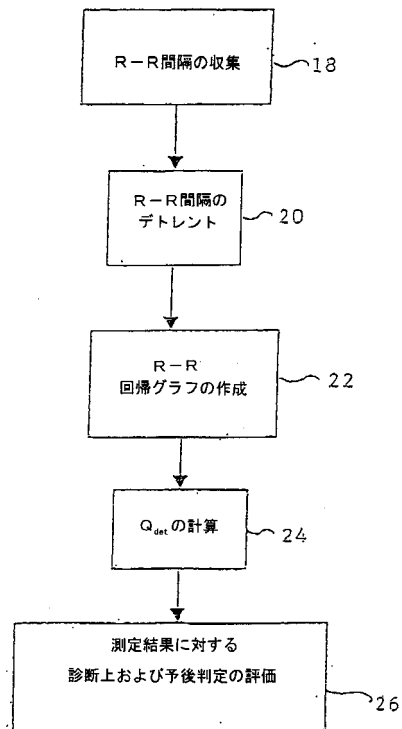 R－R間隔の収集
18
R－R間隔の
デトレント
20
R－R
回帰グラフの作成
22
Q_detの計算
24
測定結果に対する
診断上および予後判定の評価
26